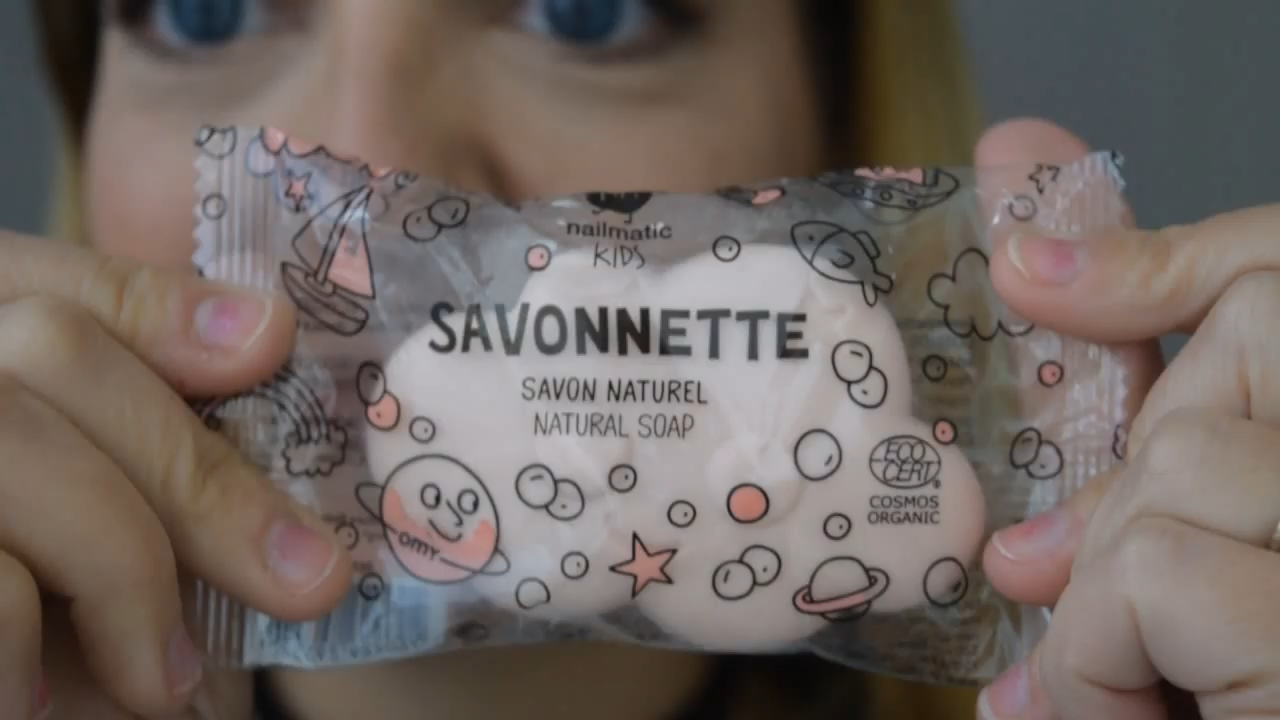 nailmatic
KIDS
SAVONNETTE
SAVON NATUREL
NATURAL SOAP
ECO
CERT®
COSMOS
ORGANIC
OMY